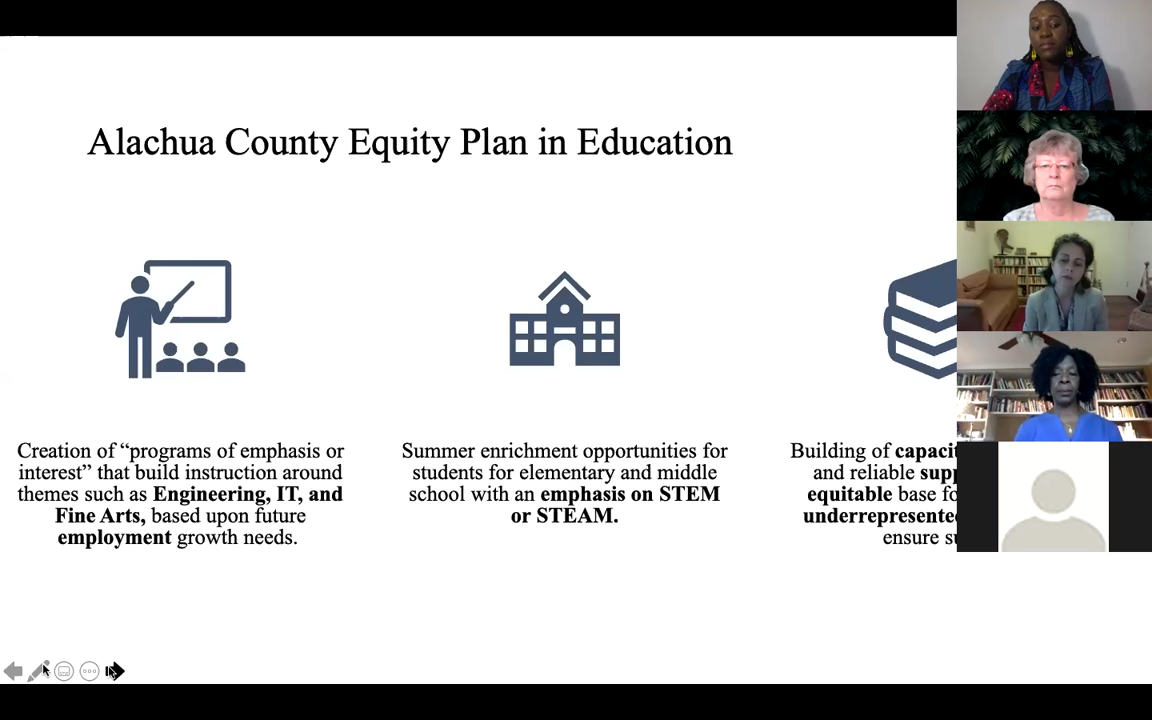 Alachua County Equity Plan in Education
Creation of “programs of emphasis or
interest” that build instruction around
themes such as Engineering, IT, and
Fine Arts, based upon future
employment growth needs.
Summer enrichment opportunities for
students for elementary and middle
school with an emphasis on STEM
or STEAM.
Building of
and reliable
equitable base
underrepresented
ensure